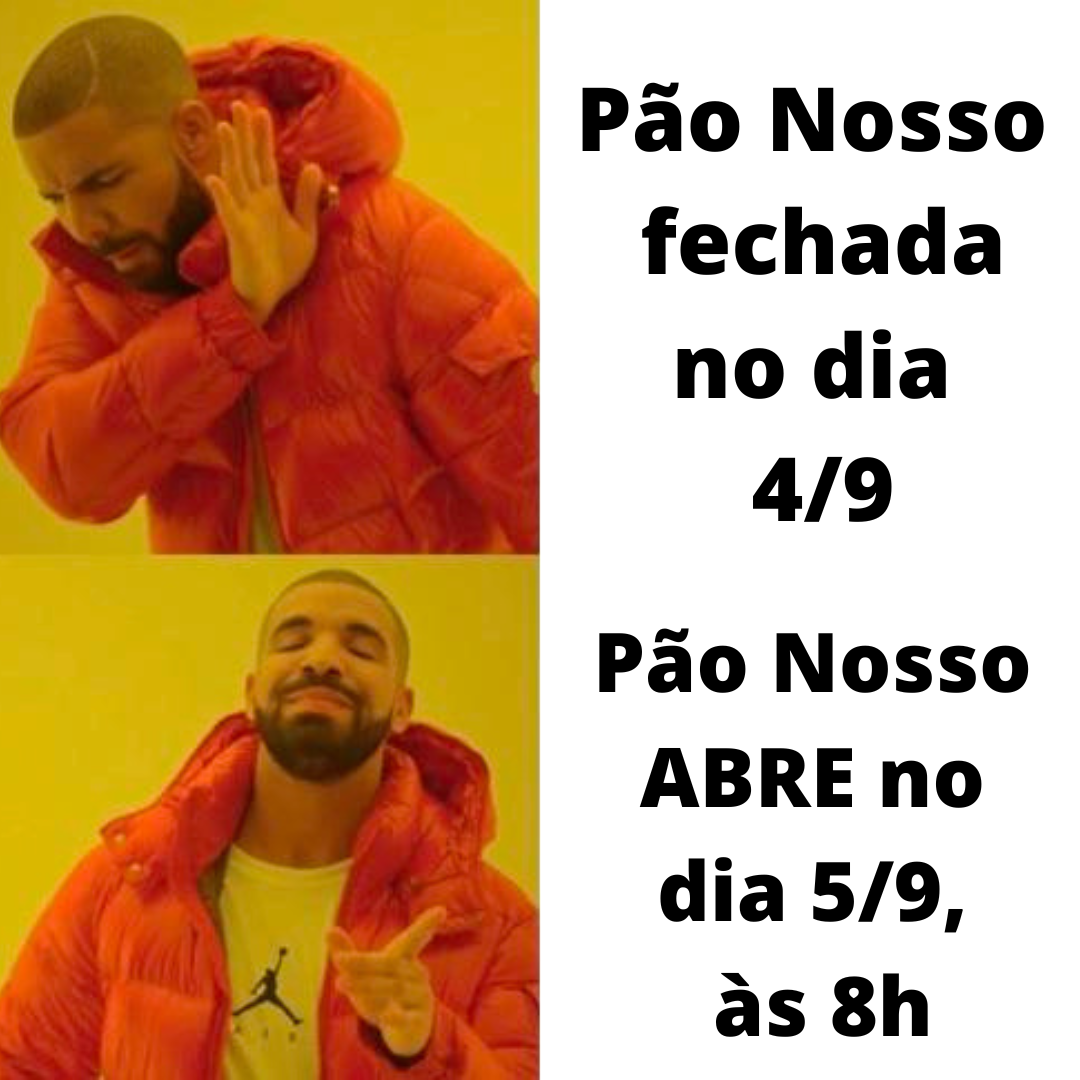 Pão Nosso
fechada
no dia
4/9
Pão Nosso
ABRE no
dia 5/9,
às 8h